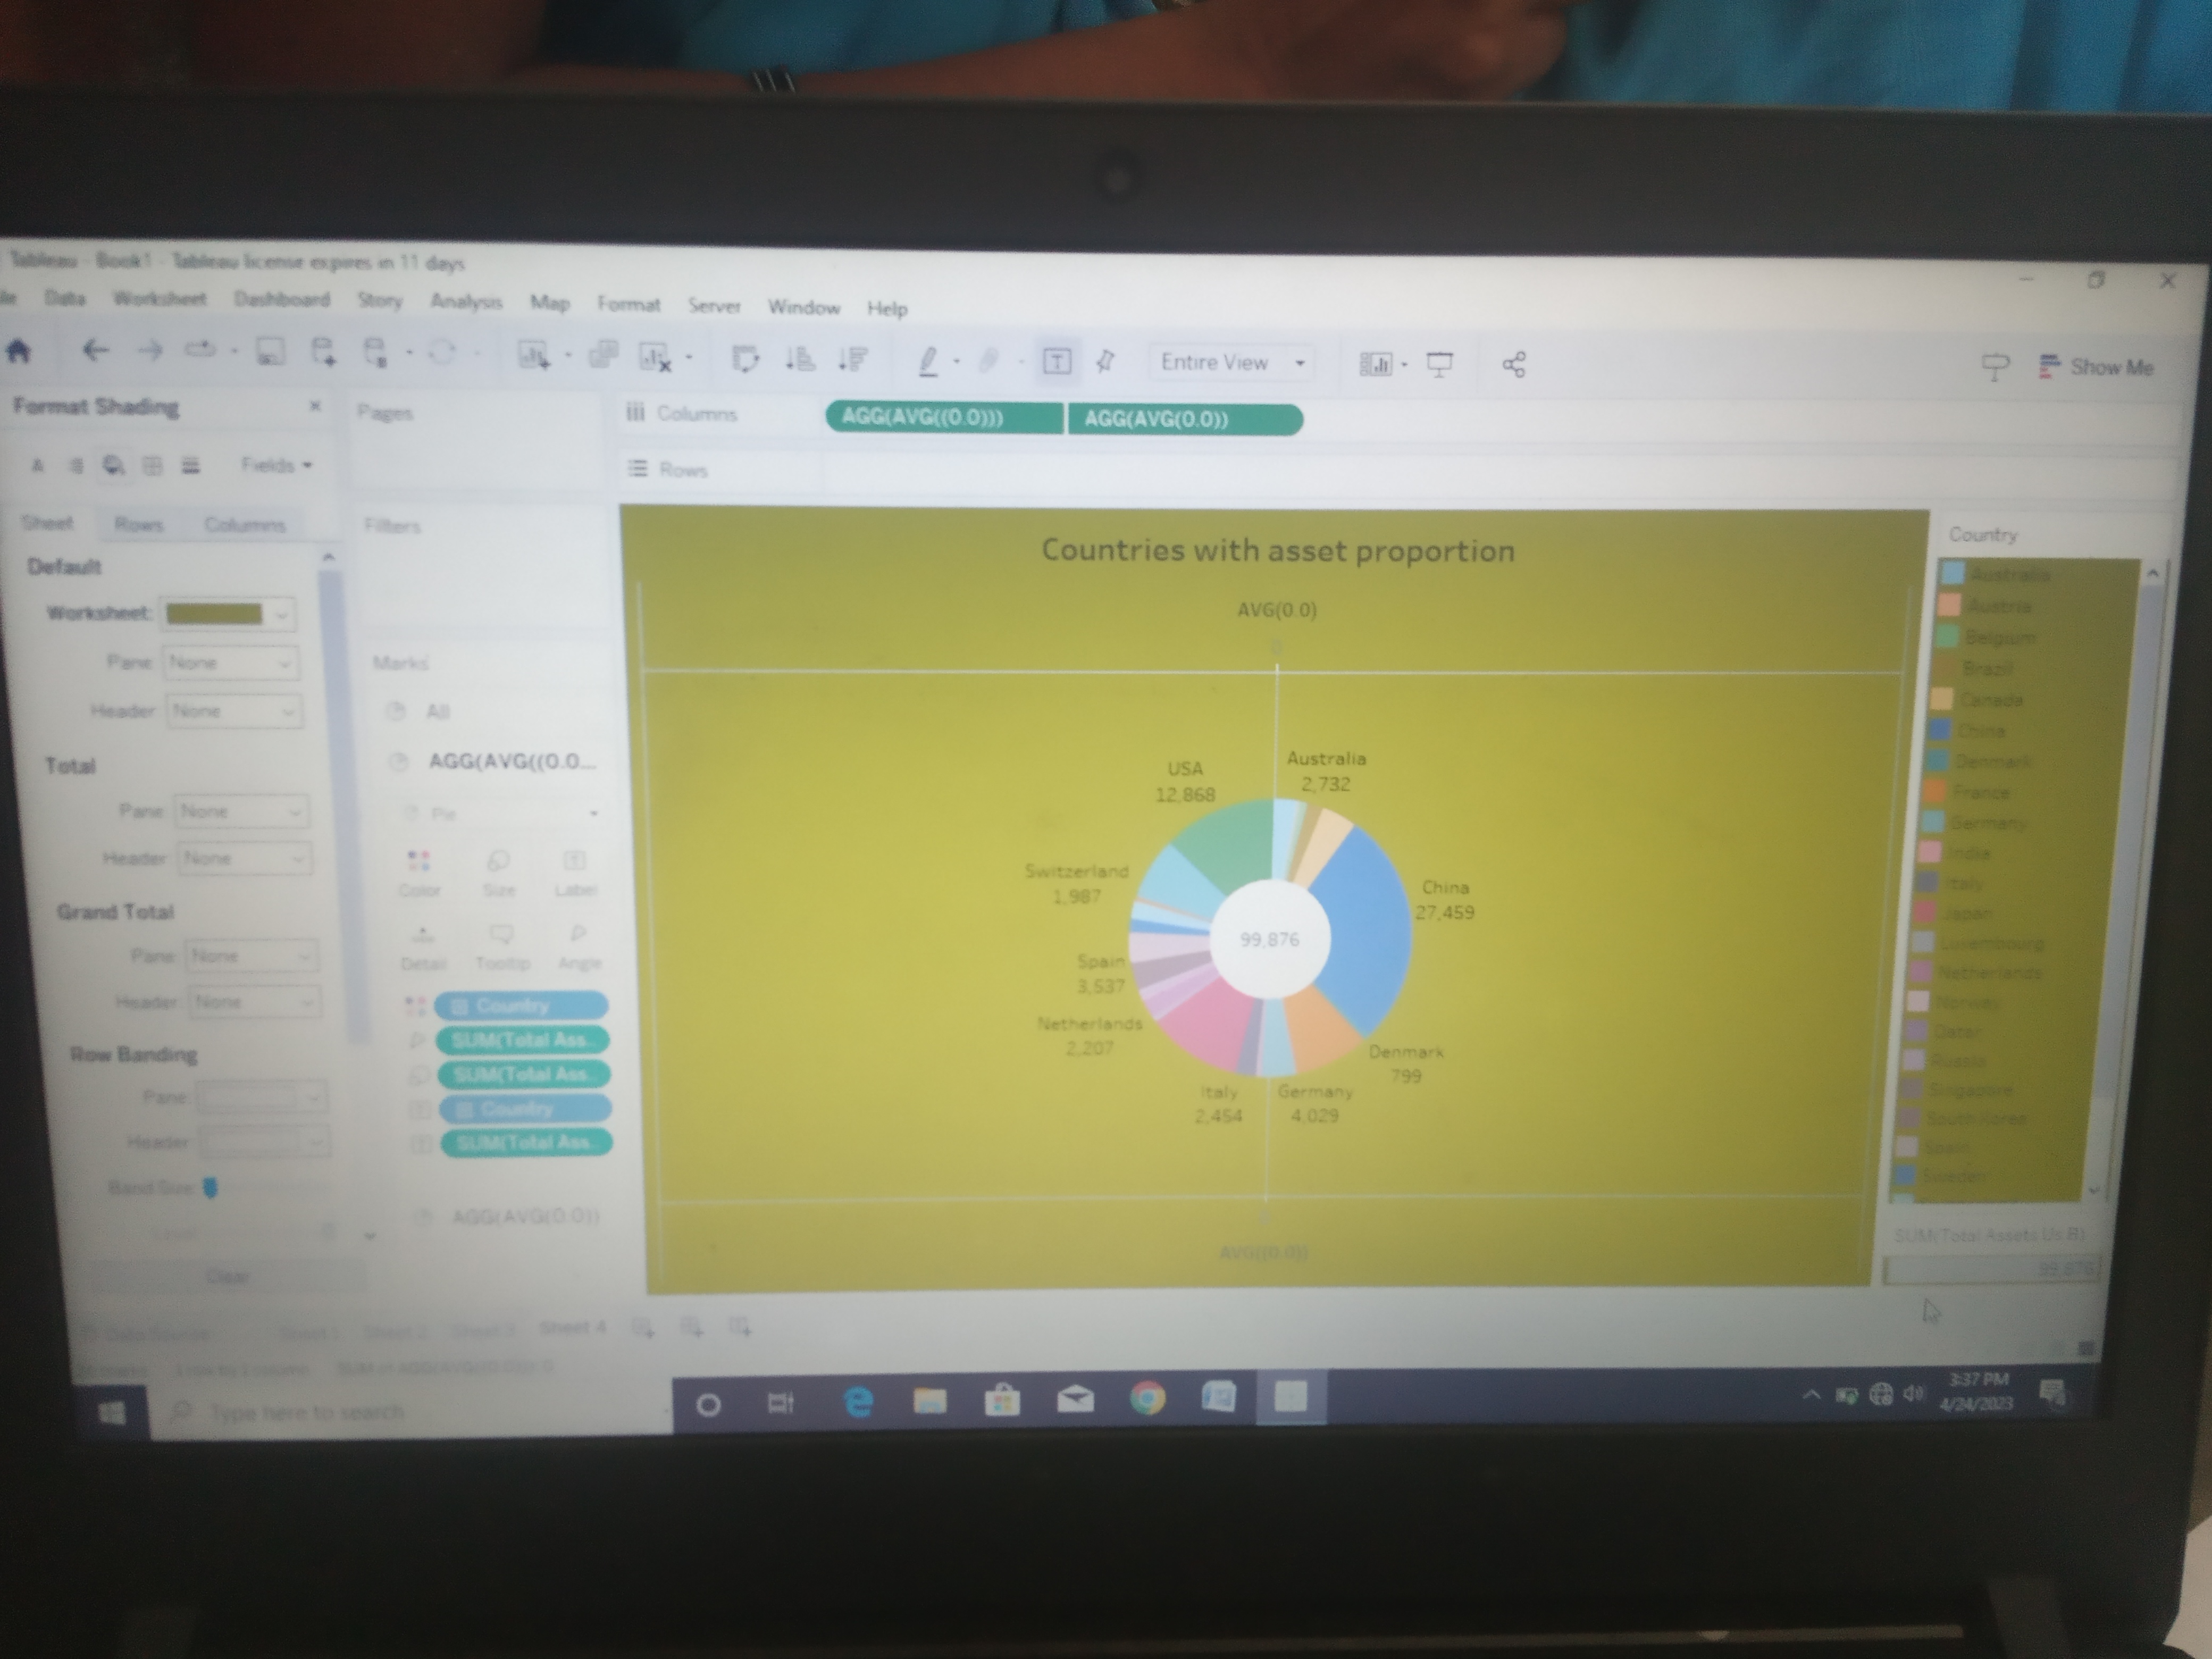 Tableau - Book1 - Tableau license expires in 11 days
Data Worksheet Dashboard Story Analysis Map Format Server Window Help
Entire View
Show Me
Format Shading
Fields
Sheet Rows Columns
Default
Worksheet:
Pane: None
Header: None
Total
Pane: None
Header: None
Grand Total
Pane: None
Header: None
Row Banding
Pane:
Header:
Band Size:
Clear
Pages
Filters
Marks
All
AGG(AVG((0.0...
Pie
Color Size Label
Detail Tooltip Angle
Country
SUM(Total Ass..
SUM(Total Ass..
Country
SUM(Total Ass..
AGG(AVG(0.0))
Columns AGG(AVG((0.0))) AGG(AVG(0.0))
Rows
Countries with asset proportion
AVG(0.0)
0
USA
12,868
Australia
2,732
Switzerland
1,987
China
27,459
99,876
Spain
3,537
Netherlands
2,207
Denmark
799
Italy
2,454
Germany
4,029
AVG((0.0))
Country
Australia
Austria
Belgium
Brazil
Canada
China
Denmark
France
Germany
India
Italy
Japan
Luxembourg
Netherlands
Norway
Qatar
Russia
Singapore
South Korea
Spain
Sweden
SUM(Total Assets Us B)
99,876
Data Source Sheet 1 Sheet 2 Sheet 3 Sheet 4
1 row by 1 column
Type here to search
3:37 PM
4/24/2023